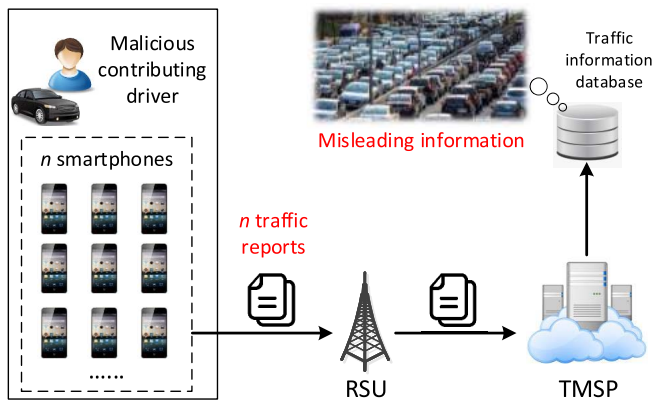 Malicious
contributing
driver
n smartphones
......
n traffic
reports
RSU
TMSP
Misleading information
Traffic
information
database